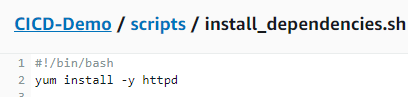 CICD-Demo / scripts / install_dependencies.sh
1 #!/bin/bash
2 yum install -y httpd
3